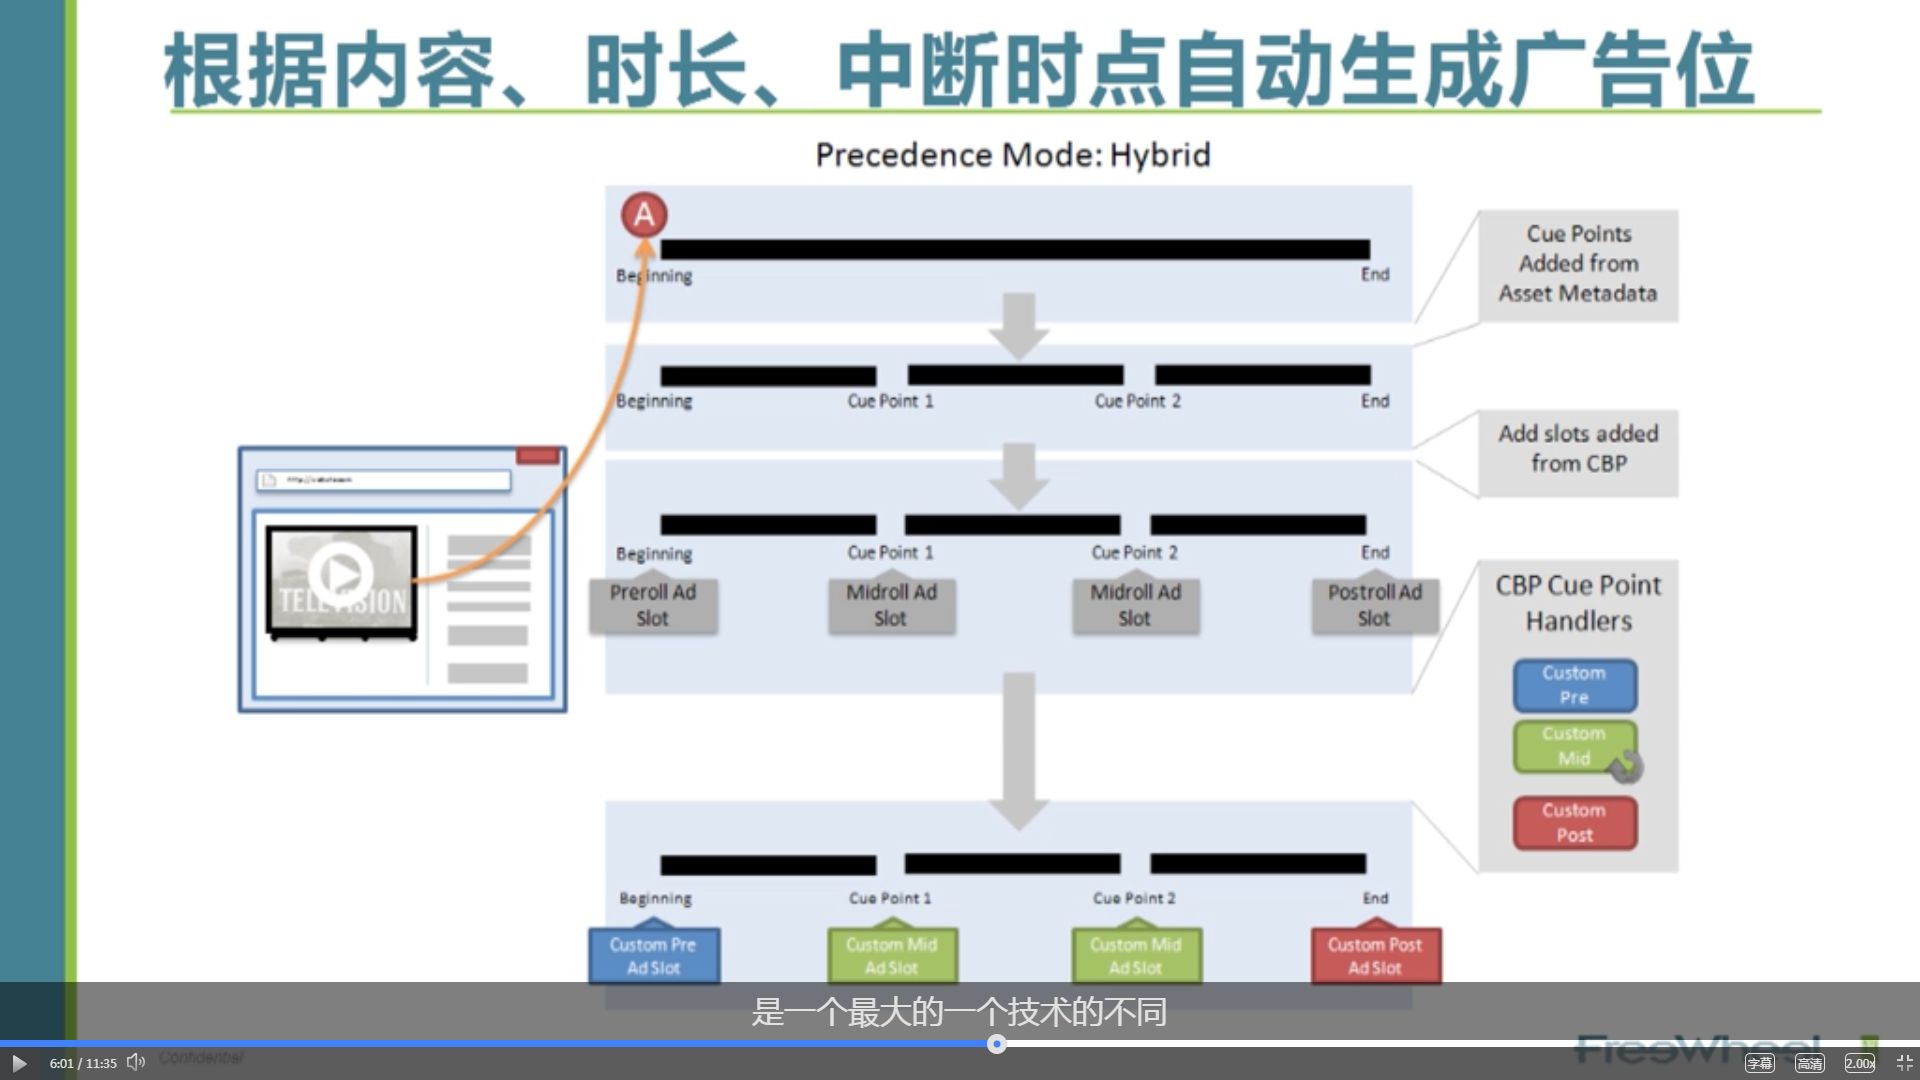 根据内容、时长、中断时点自动生成广告位
Precedence Mode: Hybrid
A
Beginning
End
Cue Points
Added from
Asset Metadata
Beginning
Cue Point 1
Cue Point 2
End
Add slots added
from CBP
TELEVISION
Beginning
Cue Point 1
Cue Point 2
End
Preroll Ad
Slot
Midroll Ad
Slot
Midroll Ad
Slot
Postroll Ad
Slot
CBP Cue Point
Handlers
Custom
Pre
Custom
Mid
Custom
Post
Beginning
Cue Point 1
Cue Point 2
End
Custom Pre
Ad Slot
Custom Mid
Ad Slot
Custom Mid
Ad Slot
Custom Post
Ad Slot
是一个最大的一个技术的不同
6:01 / 11:35
Confidential
FreeWheel
字幕
高清
2.00x